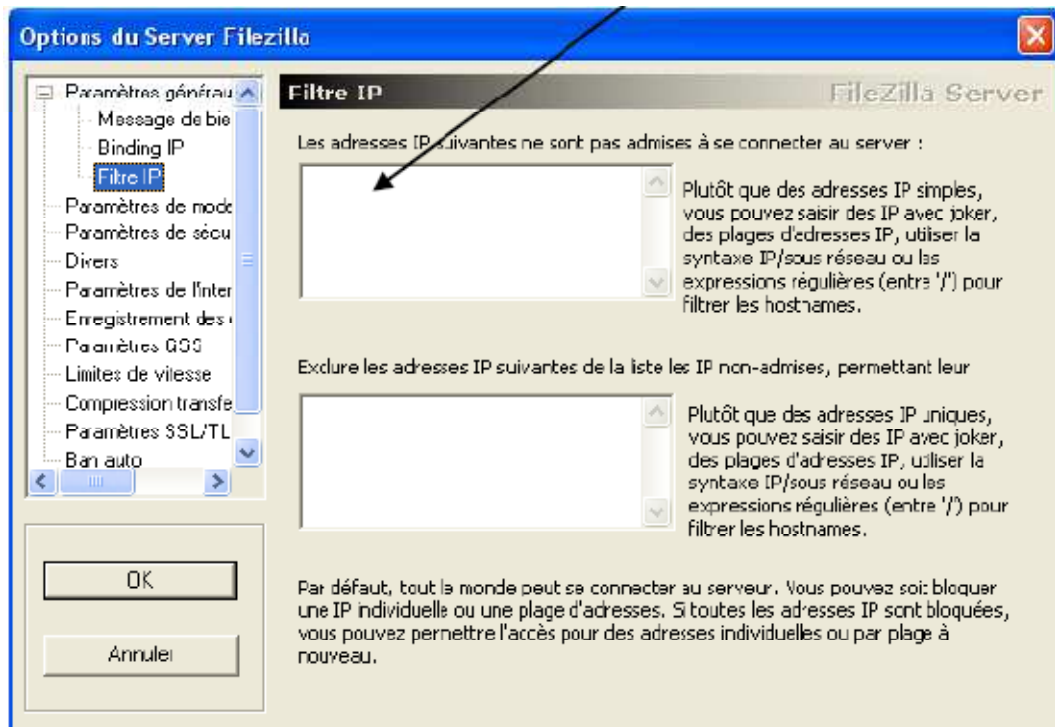 Options du Server Filezilla
Paramètres générau
Message de bie
Binding IP
Filtre IP
Paramètres de mode
Paramètres de sécu
Divers
Paramètres de l'inter
Enregistrement des
Paramètres GSS
Limites de vitesse
Compression transfe
Paramètres SSL/TL
Ban auto
OK
Annuler
Filtre IP
FileZilla Server
Les adresses IP suivantes ne sont pas admises à se connecter au server :
Plutôt que des adresses IP simples,
vous pouvez saisir des IP avec joker,
des plages d'adresses IP, utiliser la
syntaxe IP/sous réseau ou les
expressions régulières (entre '/') pour
filtrer les hostnames.
Exclure les adresses IP suivantes de la liste les IP non-admises, permettant leur
Plutôt que des adresses IP uniques,
vous pouvez saisir des IP avec joker,
des plages d'adresses IP, utiliser la
syntaxe IP/sous réseau ou les
expressions régulières (entre '/') pour
filtrer les hostnames.
Par défaut, tout le monde peut se connecter au serveur. Vous pouvez soit bloquer
une IP individuelle ou une plage d'adresses. Si toutes les adresses IP sont bloquées,
vous pouvez permettre l'accès pour des adresses individuelles ou par plage à
nouveau.